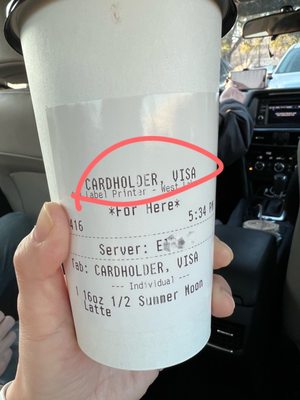 CARDHOLDER, VISA
Label Printer - West
*For Here*
416 5:34 PM
Server: E
Tab: CARDHOLDER, VISA
--- Individual ---
1 16oz 1/2 Summer Moon
Latte